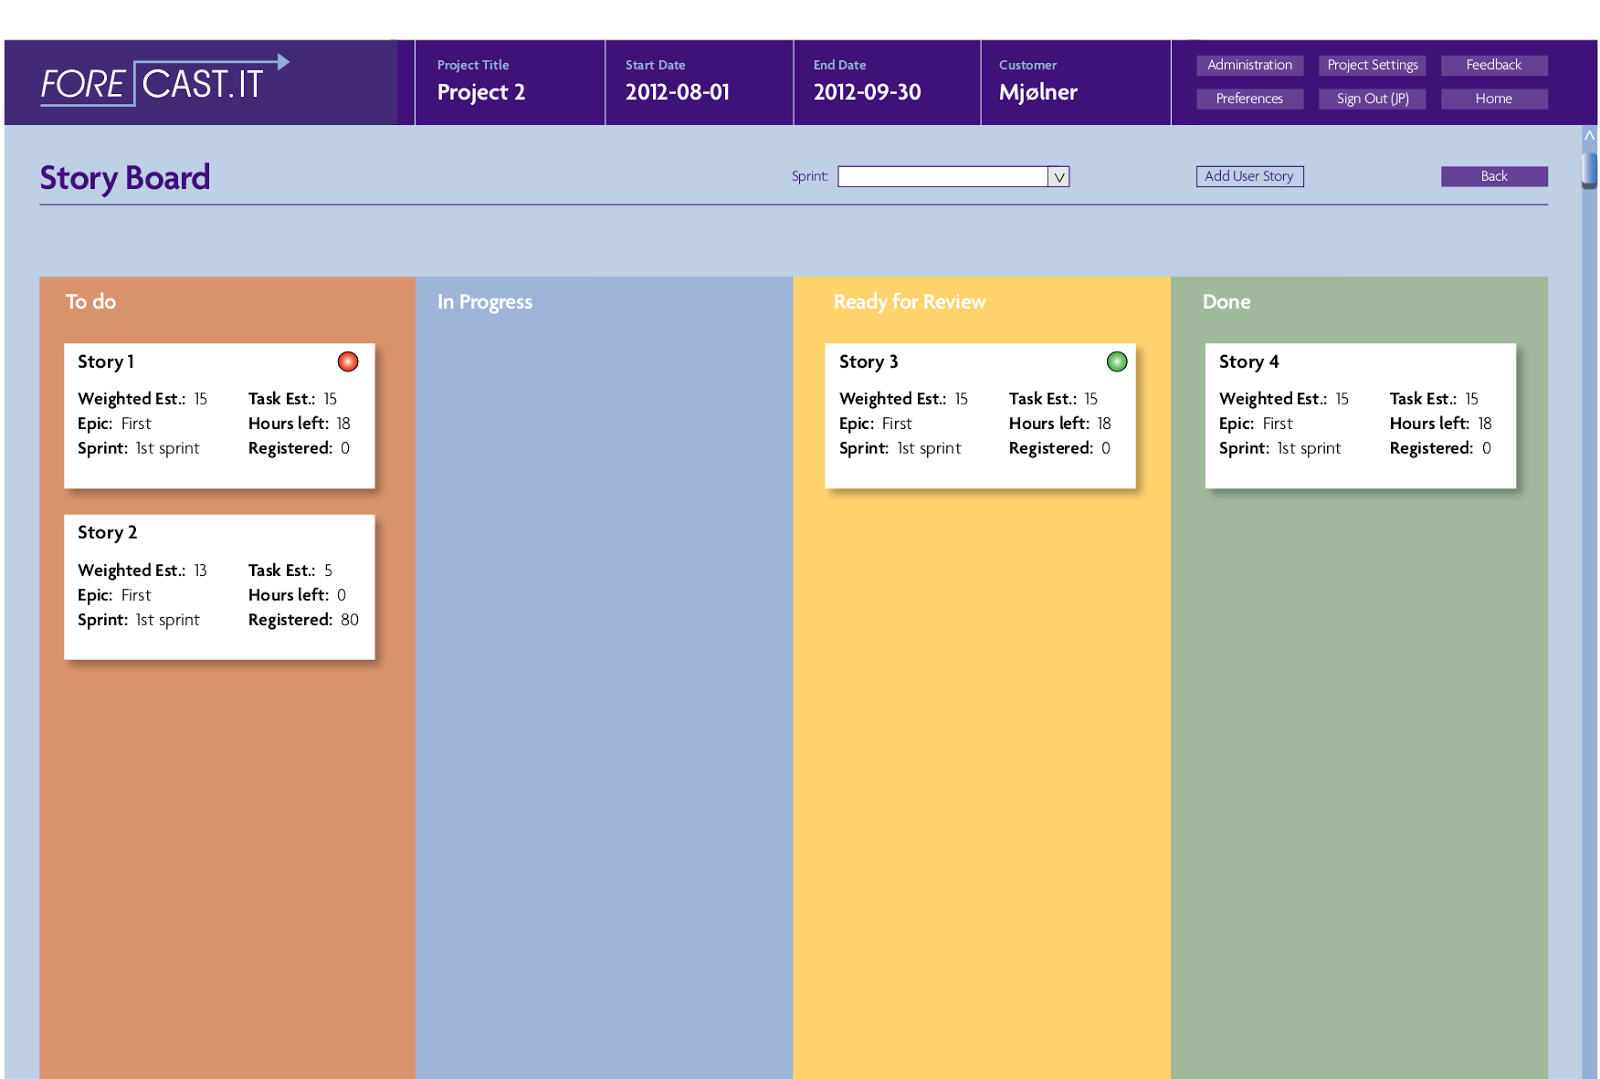 FORE CAST.IT
Project Title
Project 2
Start Date
2012-08-01
End Date
2012-09-30
Customer
Mjølner
Administration
Project Settings
Feedback
Preferences
Sign Out (JP)
Home
Story Board
Sprint:
Add User Story
Back
To do
Story 1
Weighted Est.: 15 Task Est.: 15
Epic: First Hours left: 18
Sprint: 1st sprint Registered: 0
Story 2
Weighted Est.: 13 Task Est.: 5
Epic: First Hours left: 0
Sprint: 1st sprint Registered: 80
In Progress
Ready for Review
Story 3
Weighted Est.: 15 Task Est.: 15
Epic: First Hours left: 18
Sprint: 1st sprint Registered: 0
Done
Story 4
Weighted Est.: 15 Task Est.: 15
Epic: First Hours left: 18
Sprint: 1st sprint Registered: 0